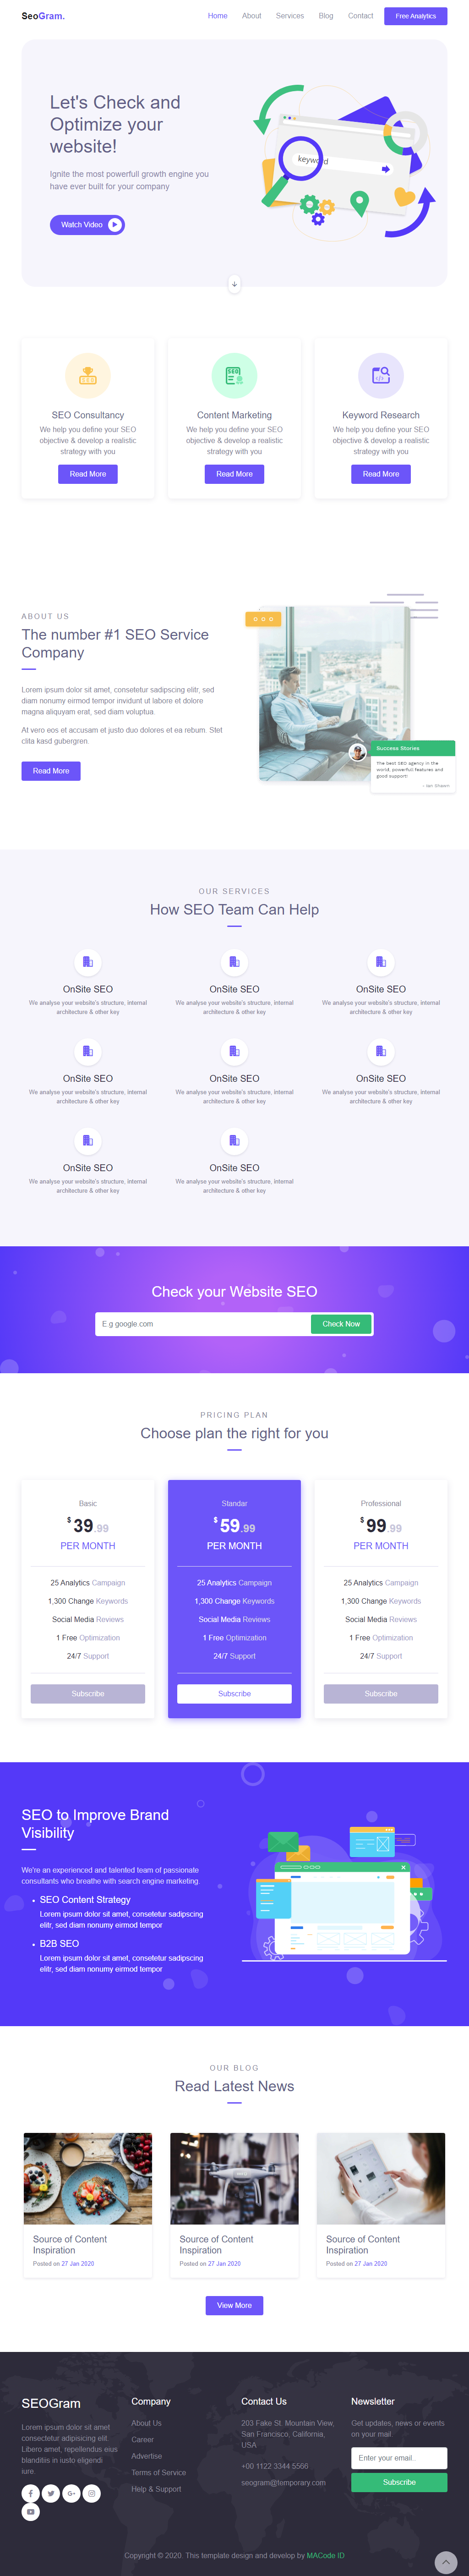 SeoGram.
Home About Services Blog Contact Free Analytics
Let's Check and
Optimize your
website!
Ignite the most powerfull growth engine you
have ever built for your company
Watch Video
keyword
SEO Consultancy
We help you define your SEO
objective & develop a realistic
strategy with you
Read More
Content Marketing
We help you define your SEO
objective & develop a realistic
strategy with you
Read More
Keyword Research
We help you define your SEO
objective & develop a realistic
strategy with you
Read More
ABOUT US
The number #1 SEO Service
Company
Lorem ipsum dolor sit amet, consetetur sadipscing elitr, sed
diam nonumy eirmod tempor invidunt ut labore et dolore
magna aliquyam erat, sed diam voluptua.
At vero eos et accusam et justo duo dolores et ea rebum. Stet
clita kasd gubergren.
Read More
Success Stories
The best SEO agency in the
world, powerfull features and
good support!
- Ian Shawn
OUR SERVICES
How SEO Team Can Help
OnSite SEO
We analyse your website's structure, internal
architecture & other key
OnSite SEO
We analyse your website's structure, internal
architecture & other key
OnSite SEO
We analyse your website's structure, internal
architecture & other key
OnSite SEO
We analyse your website's structure, internal
architecture & other key
OnSite SEO
We analyse your website's structure, internal
architecture & other key
OnSite SEO
We analyse your website's structure, internal
architecture & other key
OnSite SEO
We analyse your website's structure, internal
architecture & other key
OnSite SEO
We analyse your website's structure, internal
architecture & other key
Check your Website SEO
E.g google.com
Check Now
PRICING PLAN
Choose plan the right for you
Basic
$ 39.99
PER MONTH
25 Analytics Campaign
1,300 Change Keywords
Social Media Reviews
1 Free Optimization
24/7 Support
Subscribe
Standar
$ 59.99
PER MONTH
25 Analytics Campaign
1,300 Change Keywords
Social Media Reviews
1 Free Optimization
24/7 Support
Subscribe
Professional
$ 99.99
PER MONTH
25 Analytics Campaign
1,300 Change Keywords
Social Media Reviews
1 Free Optimization
24/7 Support
Subscribe
SEO to Improve Brand
Visibility
We're an experienced and talented team of passionate
consultants who breathe with search engine marketing.
SEO Content Strategy
Lorem ipsum dolor sit amet, consetetur sadipscing
elitr, sed diam nonumy eirmod tempor
B2B SEO
Lorem ipsum dolor sit amet, consetetur sadipscing
elitr, sed diam nonumy eirmod tempor
OUR BLOG
Read Latest News
Source of Content
Inspiration
Posted on 27 Jan 2020
Source of Content
Inspiration
Posted on 27 Jan 2020
Source of Content
Inspiration
Posted on 27 Jan 2020
View More
SEOGram
Lorem ipsum dolor sit amet
consectetur adipisicing elit.
Libero amet, repellendus eius
blanditiis in iusto eligendi
iure.
Company
About Us
Career
Advertise
Terms of Service
Help & Support
Contact Us
203 Fake St. Mountain View,
San Francisco, California,
USA
+00 1122 3344 5566
seogram@temporary.com
Newsletter
Get updates, news or events
on your mail.
Enter your email..
Subscribe
Copyright © 2020. This template design and develop by MACode ID